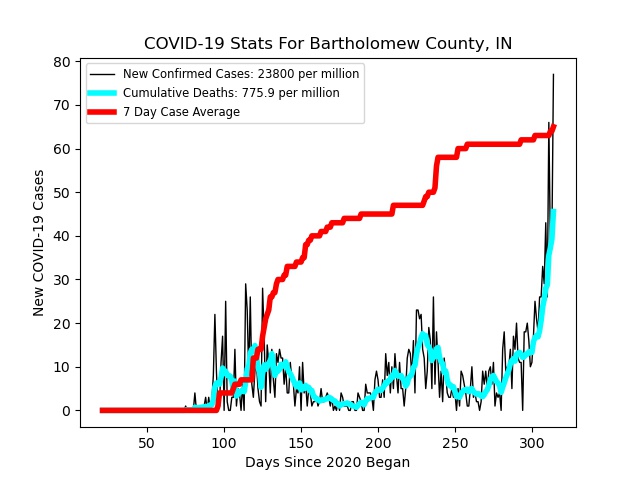 COVID-19 Stats For Bartholomew County, IN
New Confirmed Cases: 23800 per million
Cumulative Deaths: 775.9 per million
7 Day Case Average
80
70
60
50
40
30
20
10
0
New COVID-19 Cases
50
100
150
200
250
300
Days Since 2020 Began